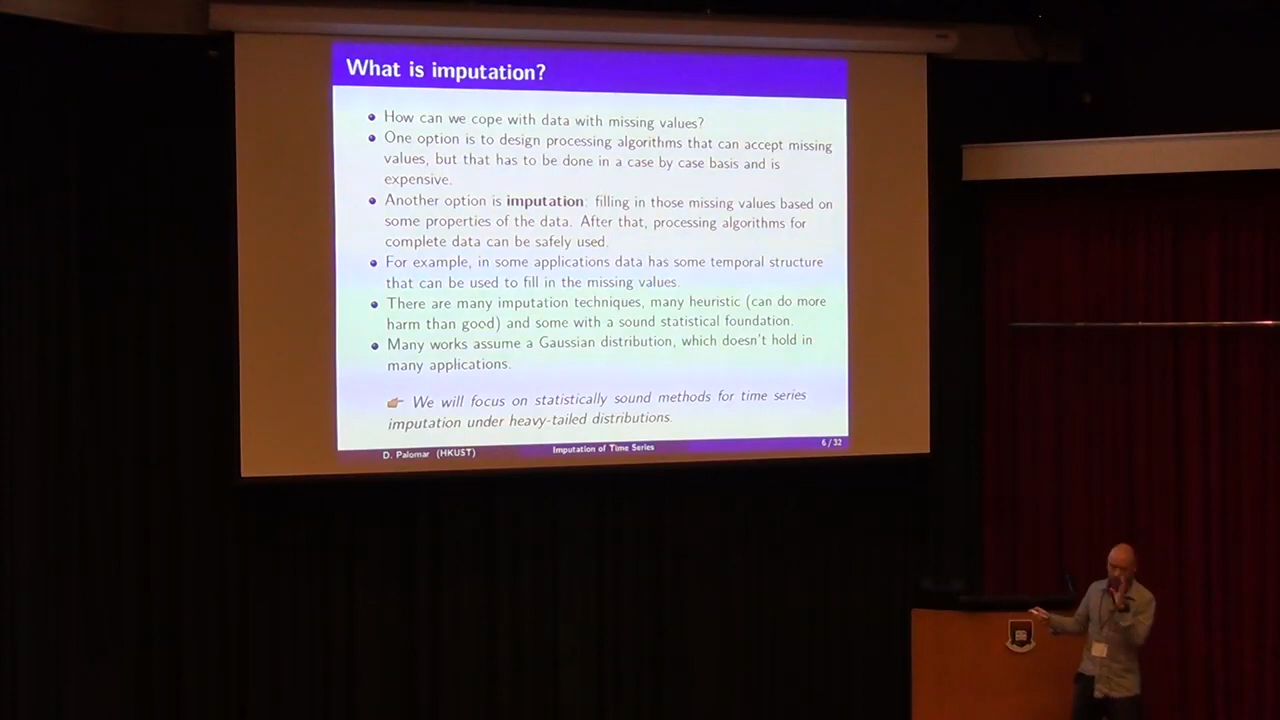 What is imputation?
How can we cope with data with missing values?
One option is to design processing algorithms that can accept missing
values, but that has to be done in a case by case basis and is
expensive.
Another option is imputation: filling in those missing values based on
some properties of the data. After that, processing algorithms for
complete data can be safely used.
For example, in some applications data has some temporal structure
that can be used to fill in the missing values.
There are many imputation techniques, many heuristic (can do more
harm than good) and some with a sound statistical foundation.
Many works assume a Gaussian distribution, which doesn't hold in
many applications.
We will focus on statistically sound methods for time series
imputation under heavy-tailed distributions.
D. Palomar (HKUST) Imputation of Time Series 6 / 32